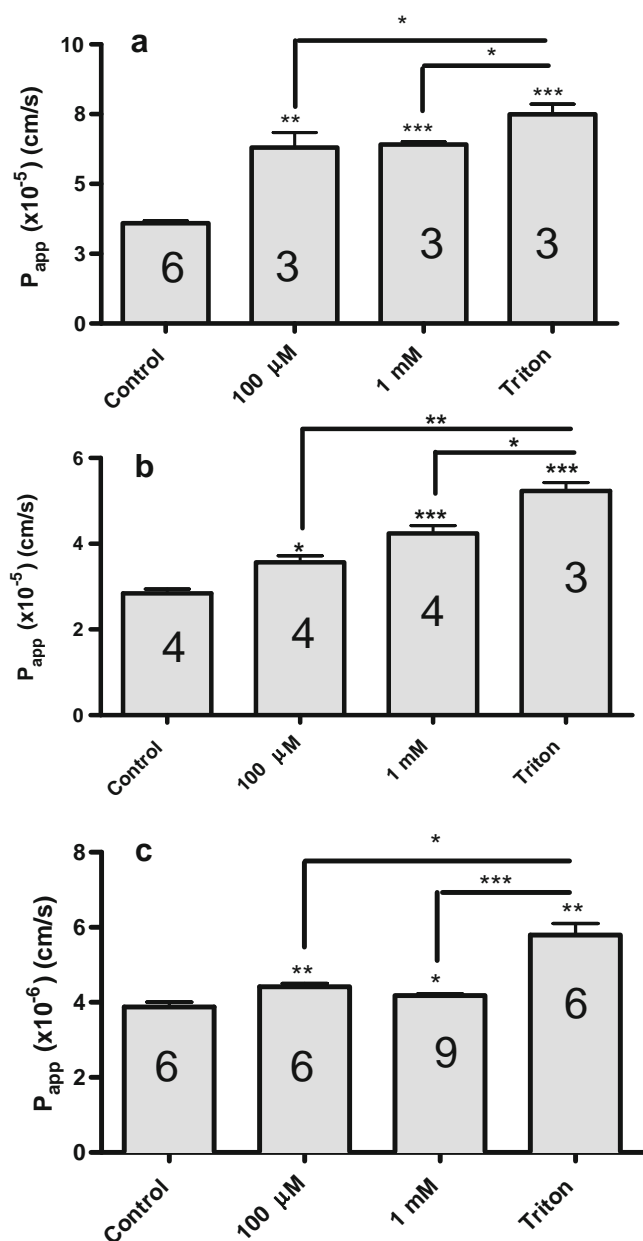 a
*
*
**
***
***
10
8
5
3
0
P_app (x10^-5) (cm/s)
6
3
3
3
Control
100 µM
1 mM
Triton
b
**
*
*
***
***
6
4
2
0
P_app (x10^-5) (cm/s)
4
4
4
3
Control
100 µM
1 mM
Triton
c
*
***
**
*
**
8
6
4
2
0
P_app (x10^-6) (cm/s)
6
6
9
6
Control
100 µM
1 mM
Triton